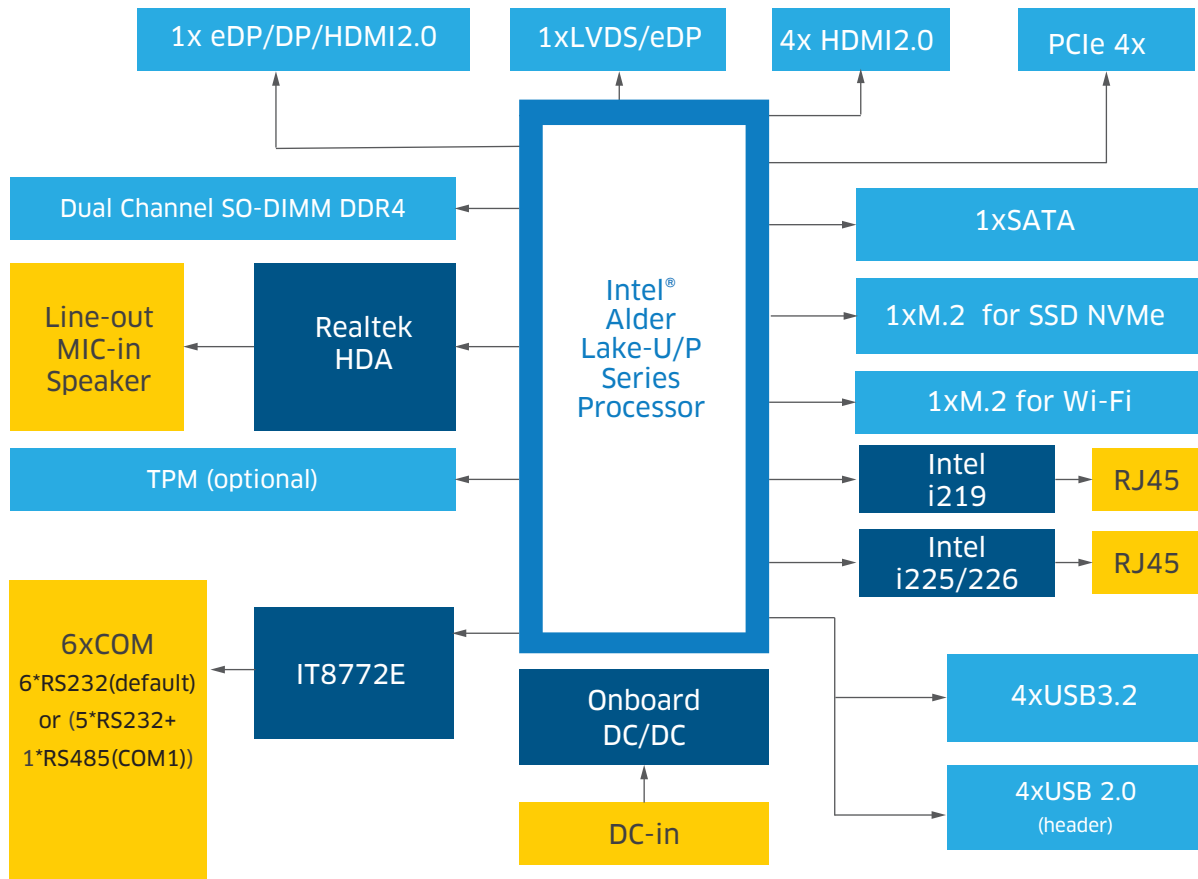 1x eDP/DP/HDMI2.0
1xLVDS/eDP
4x HDMI2.0
PCIe 4x
Dual Channel SO-DIMM DDR4
1xSATA
Line-out
MIC-in
Speaker
Realtek
HDA
Intel®
Alder
Lake-U/P
Series
Processor
1xM.2 for SSD NVMe
1xM.2 for Wi-Fi
TPM (optional)
Intel
i219
RJ45
Intel
i225/226
RJ45
6xCOM
6*RS232(default)
or (5*RS232+
1*RS485(COM1))
IT8772E
Onboard
DC/DC
DC-in
4xUSB3.2
4xUSB 2.0
(header)